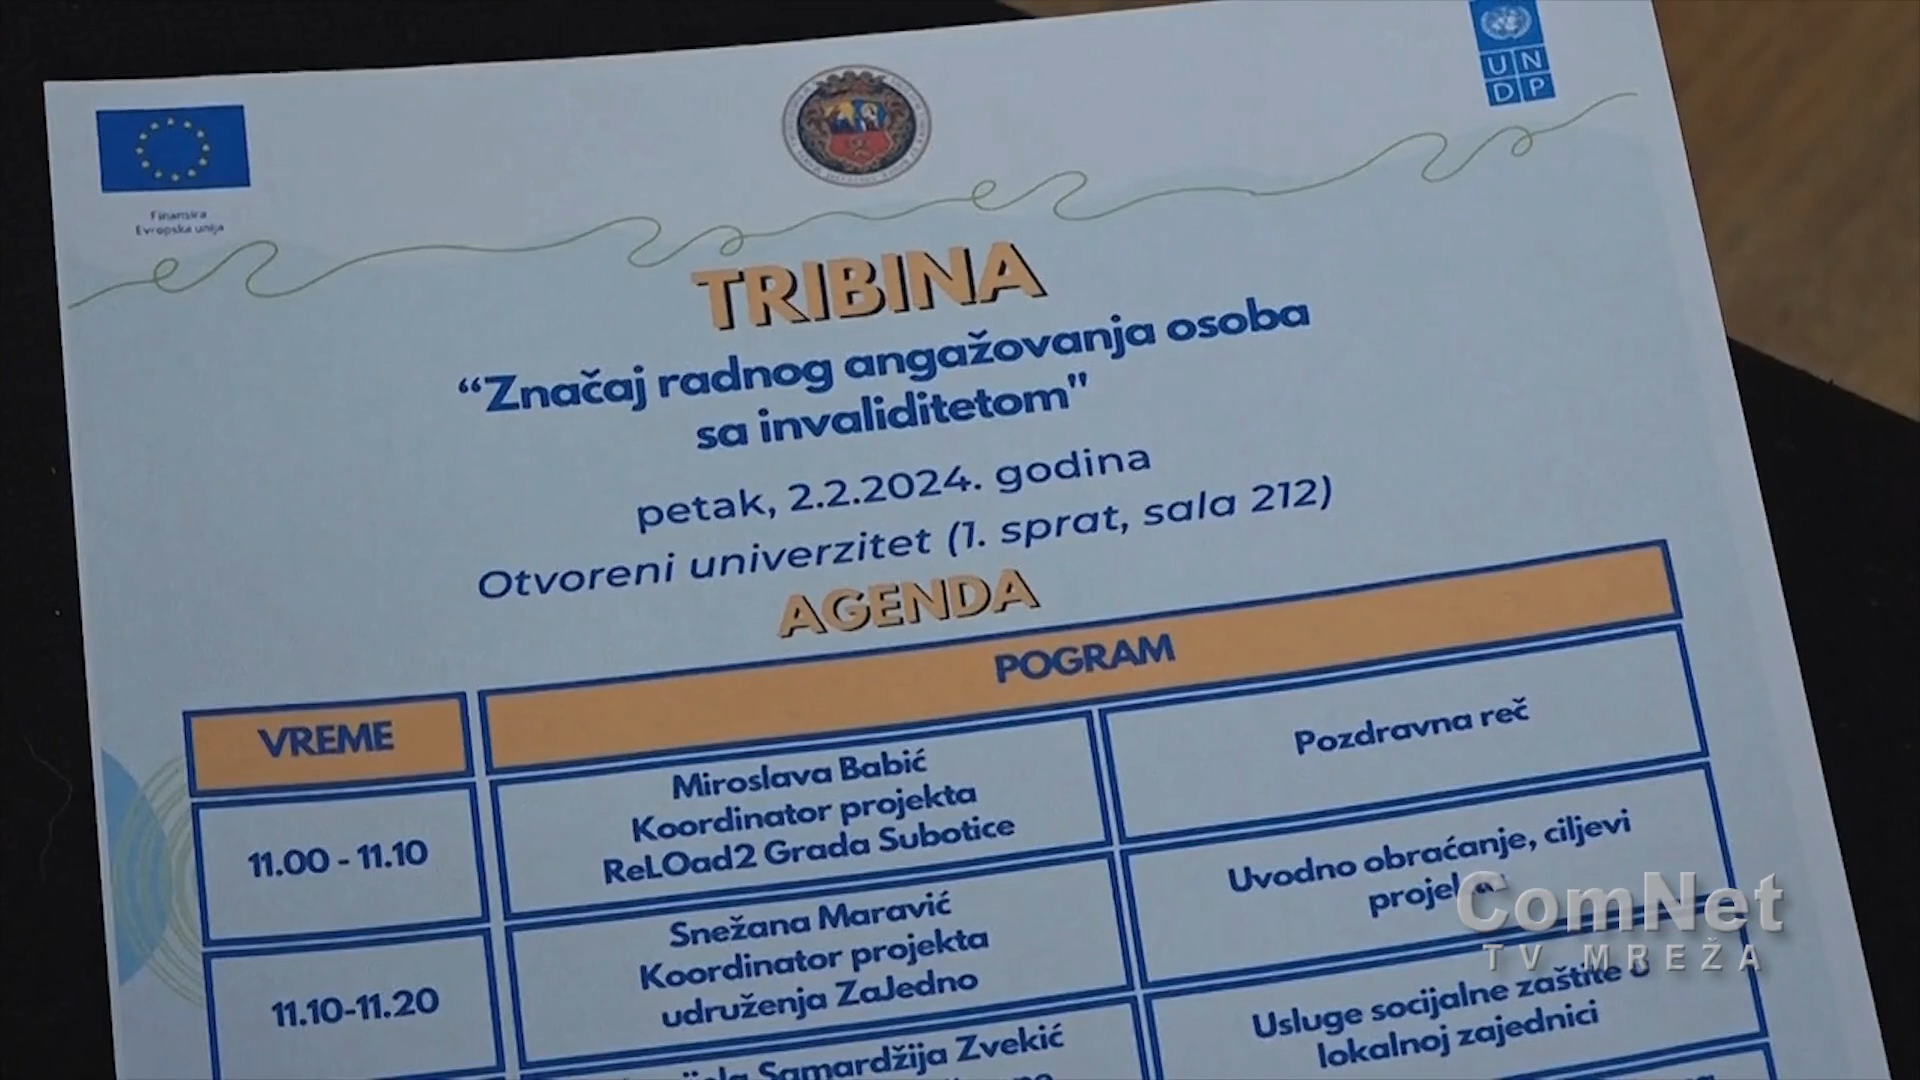 UN
DP
Finansira
Evropska unija
TRIBINA
“Značaj radnog angažovanja osoba
sa invaliditetom"
petak, 2.2.2024. godina
Otvoreni univerzitet (1. sprat, sala 212)
AGENDA
VREME
POGRAM
11.00 - 11.10
Miroslava Babić
Koordinator projekta
ReLOad2 Grada Subotice
Pozdravna reč
11.10-11.20
Snežana Maravić
Koordinator projekta
udruženja ZaJedno
Uvodno obraćanje, ciljevi
Samardžija Zvekić
Usluge socijalne zaštite u
lokalnoj zajednici
ComNet
TV MREŽA